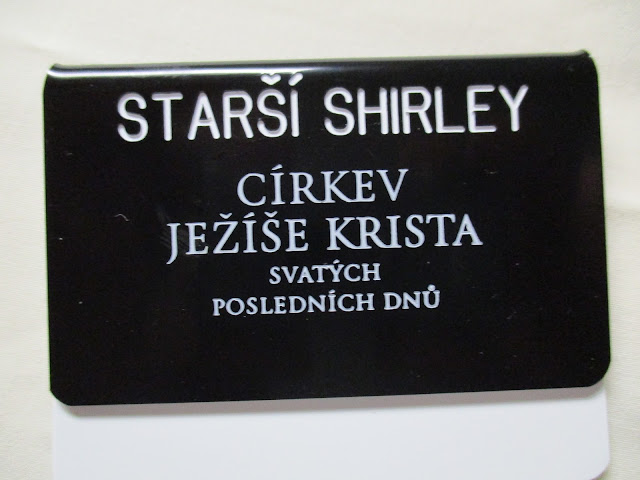 STARŠÍ SHIRLEY
CÍRKEV
JEŽÍŠE KRISTA
SVATÝCH
POSLEDNÍCH DNŮ